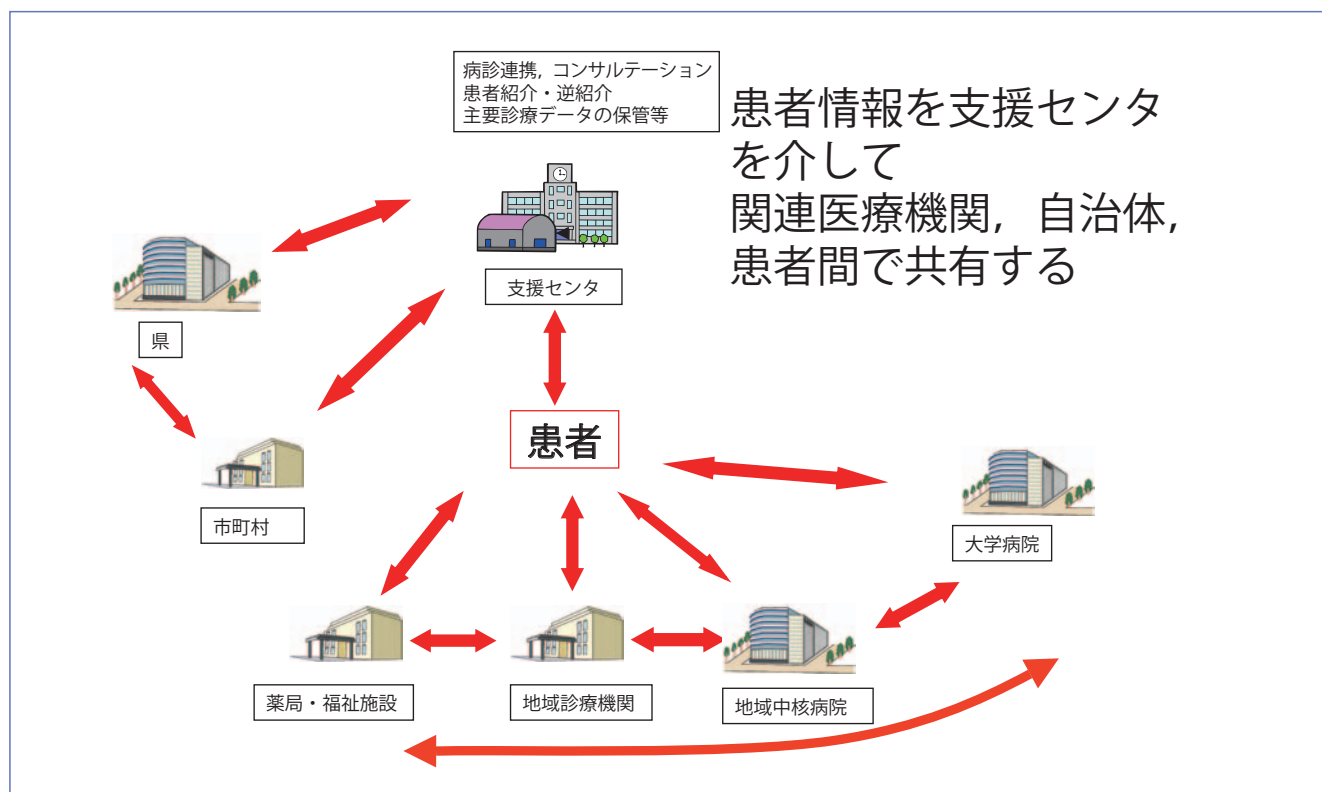 病診連携，コンサルテーション
患者紹介・逆紹介
主要診療データの保管等
患者情報を支援センタ
を介して
関連医療機関，自治体，
患者間で共有する
支援センタ
県
患者
市町村
大学病院
薬局・福祉施設
地域診療機関
地域中核病院